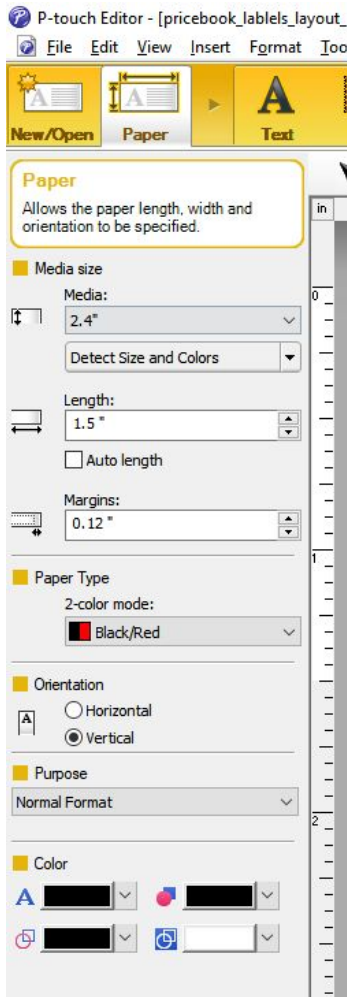 P-touch Editor - [pricebook_lablels_layout_
File Edit View Insert Format Too
New/Open Paper Text
Paper
Allows the paper length, width and
orientation to be specified.
in
Media size
Media:
0
2.4"
Detect Size and Colors
Length:
1.5 "
Auto length
Margins:
0.12 "
1
Paper Type
2-color mode:
Black/Red
Orientation
Horizontal
Vertical
Purpose
Normal Format
2
Color